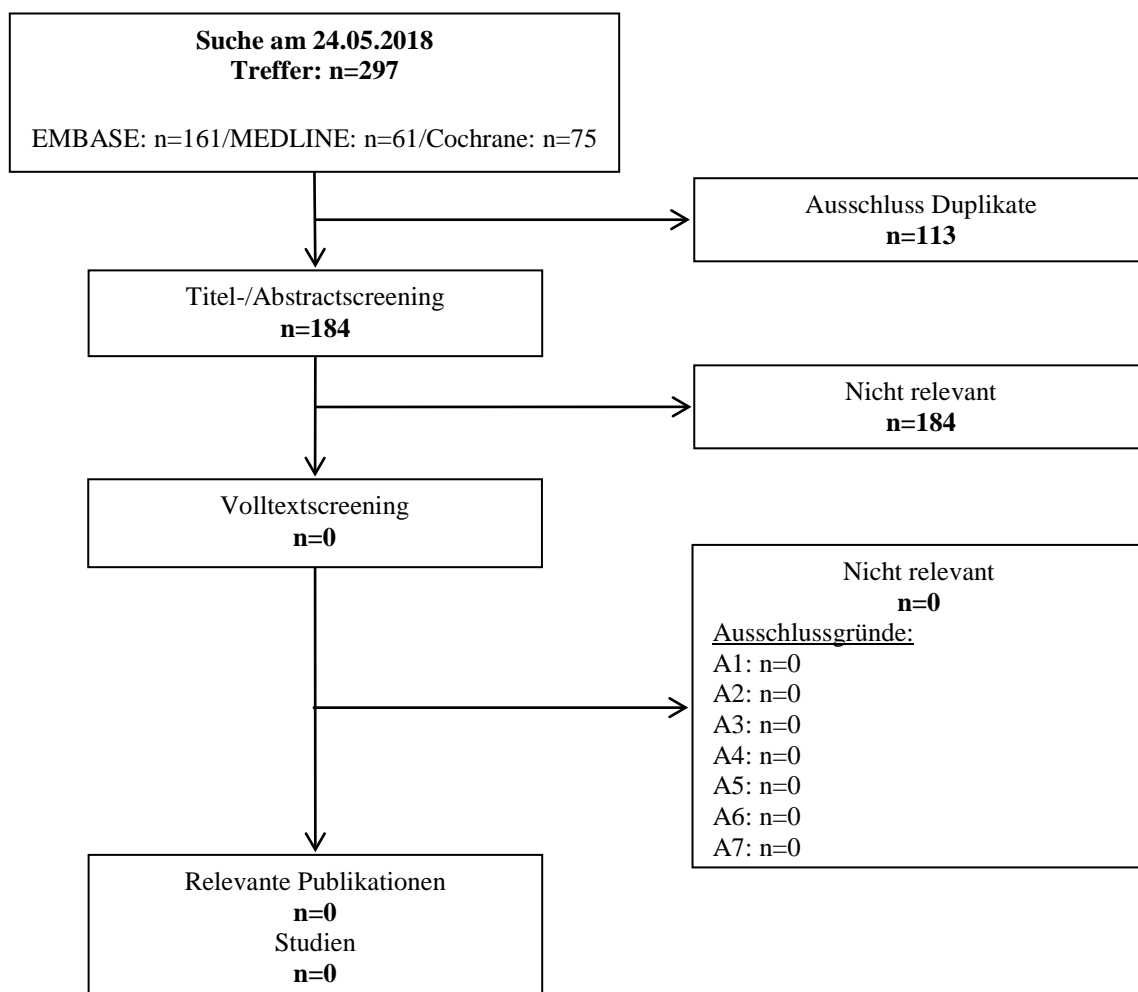 Suche am 24.05.2018
Treffer: n=297
EMBASE: n=161/MEDLINE: n=61/Cochrane: n=75
Ausschluss Duplikate
n=113
Titel-/Abstractscreening
n=184
Nicht relevant
n=184
Volltextscreening
n=0
Nicht relevant
n=0
Ausschlussgründe:
A1: n=0
A2: n=0
A3: n=0
A4: n=0
A5: n=0
A6: n=0
A7: n=0
Relevante Publikationen
n=0
Studien
n=0